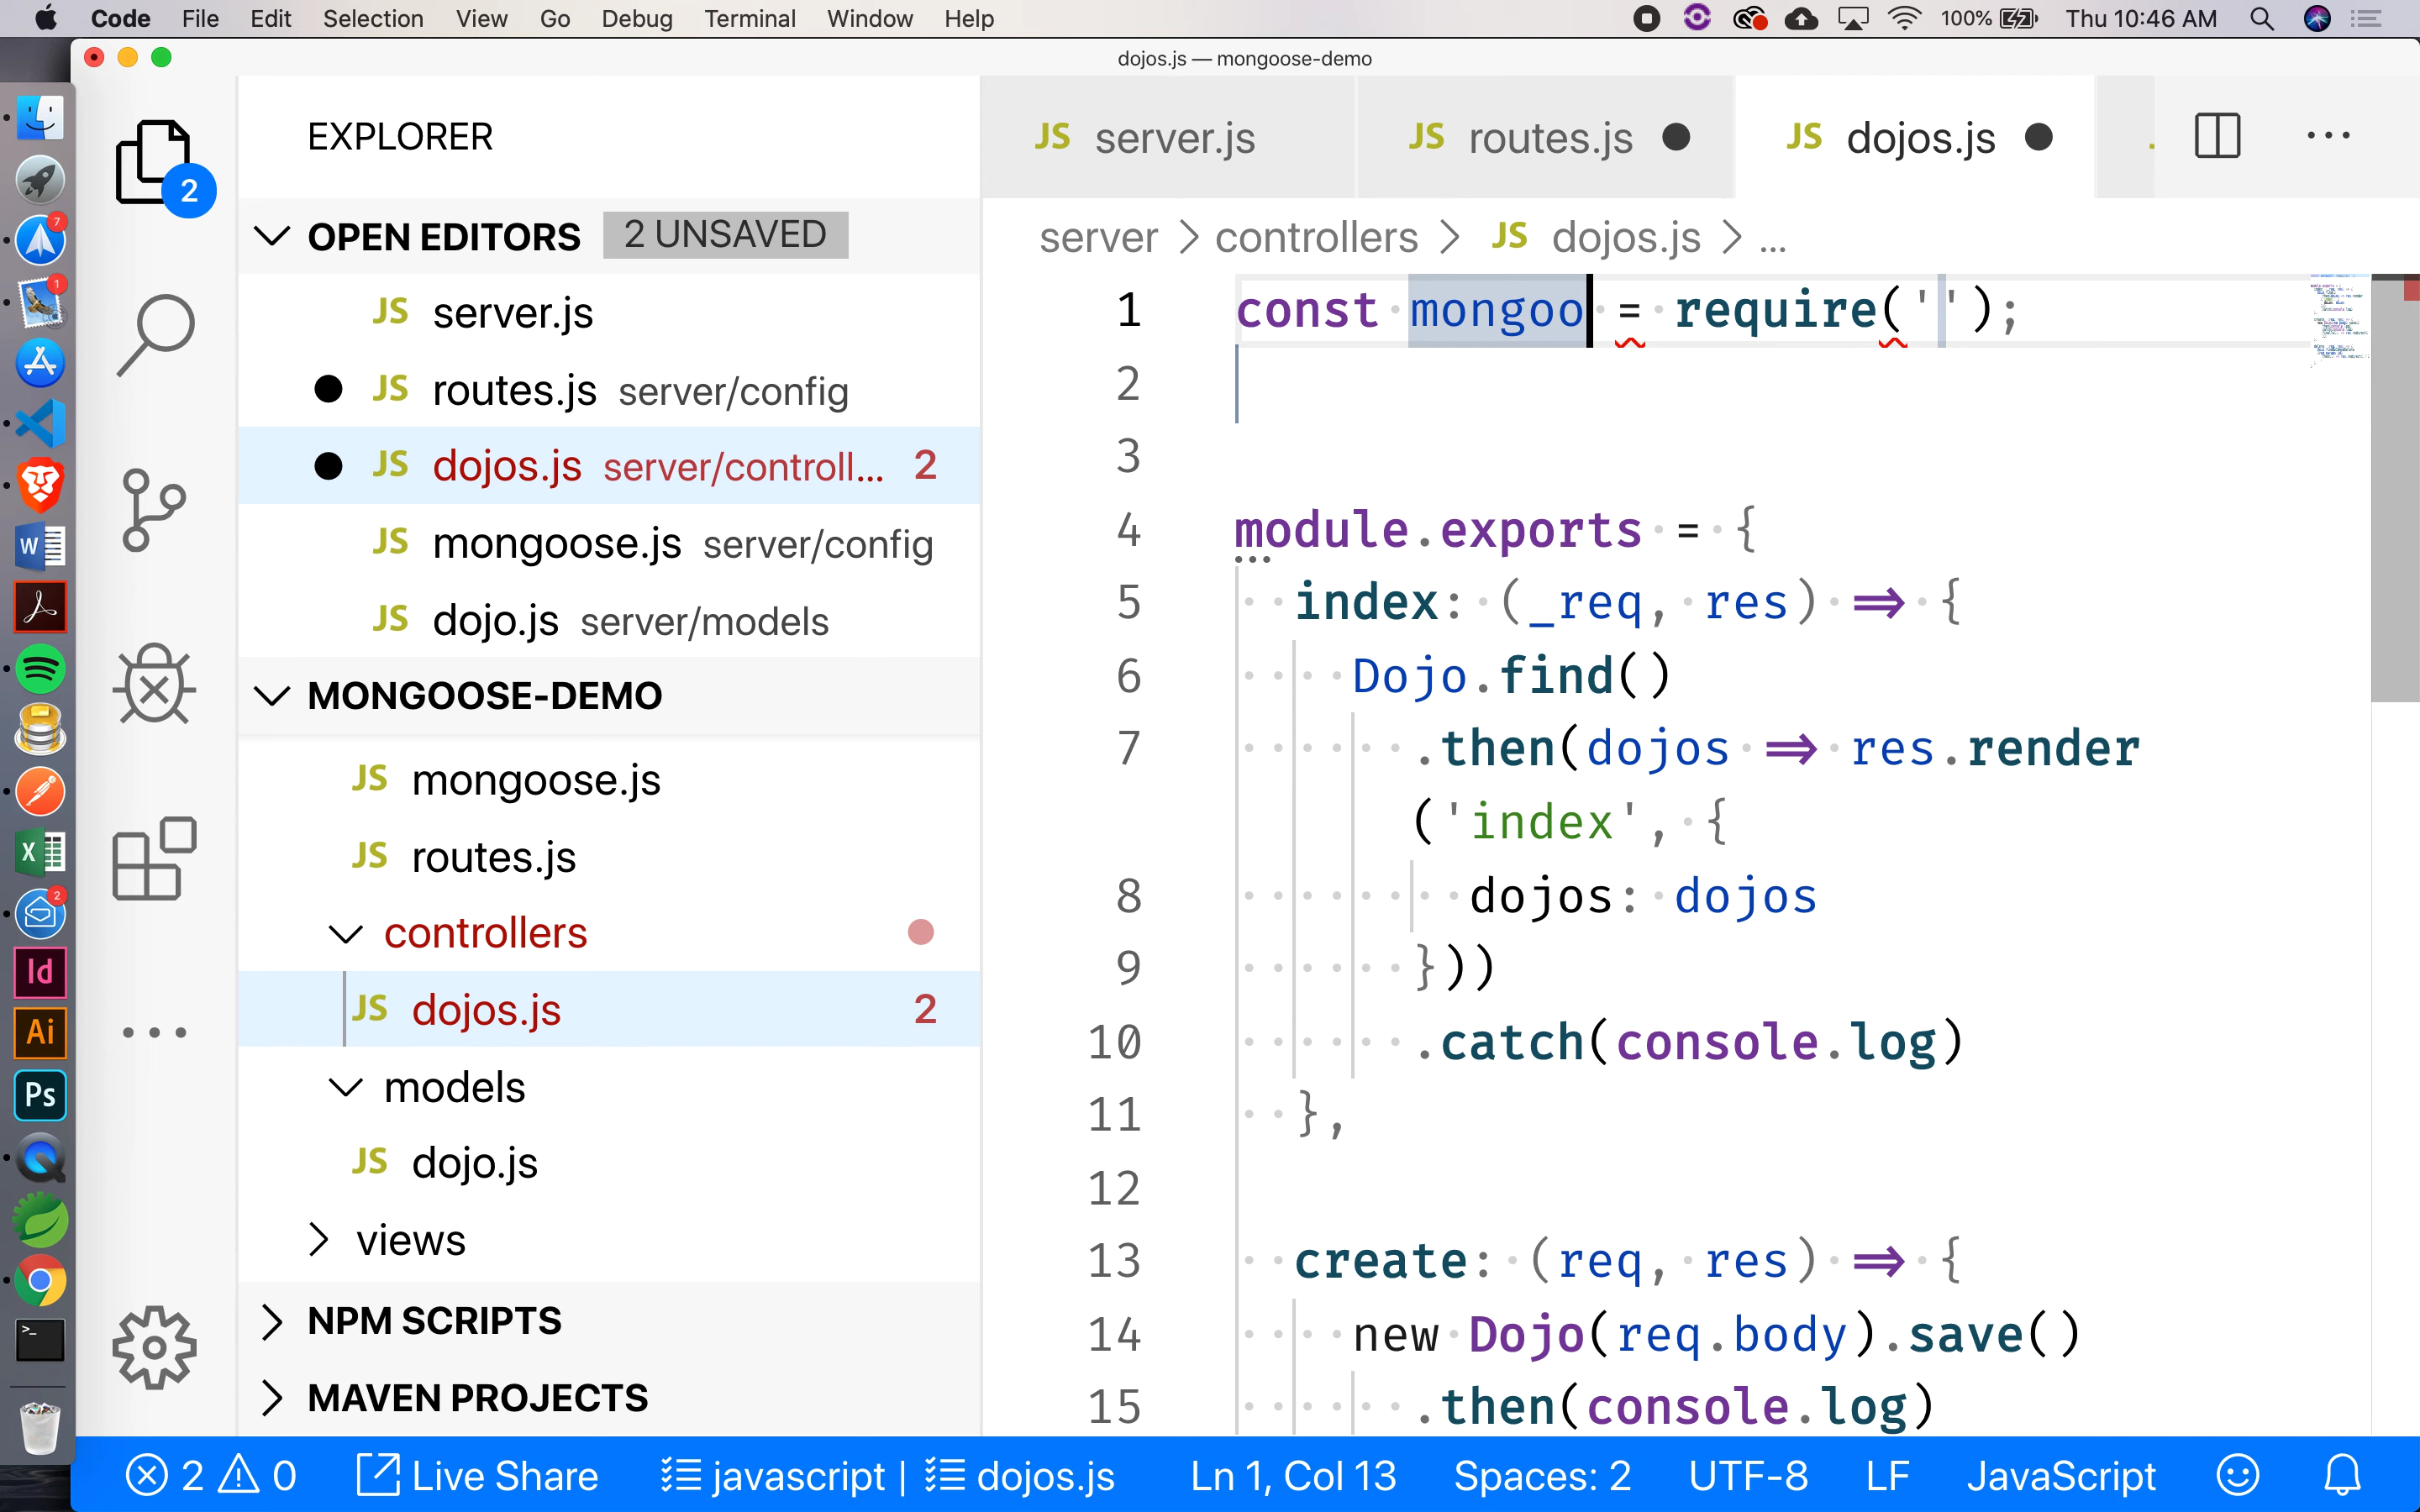 Code File Edit Selection View Go Debug Terminal Window Help 100% Thu 10:46 AM
dojos.js — mongoose-demo
EXPLORER
OPEN EDITORS 2 UNSAVED
JS server.js
JS routes.js server/config
JS dojos.js server/controll... 2
JS mongoose.js server/config
JS dojo.js server/models
MONGOOSE-DEMO
JS mongoose.js
JS routes.js
controllers
JS dojos.js 2
models
JS dojo.js
views
NPM SCRIPTS
MAVEN PROJECTS
2
7
1
W
2
X
Id
Ai
Ps
>_
JS server.js JS routes.js JS dojos.js
server > controllers > JS dojos.js > ...
1 const mongoo = require('');
2
3
4 module.exports = {
5 index: (_req, res) => {
6 Dojo.find()
7 .then(dojos => res.render
('index', {
8 dojos: dojos
9 }))
10 .catch(console.log)
11 },
12
13 create: (req, res) => {
14 new Dojo(req.body).save()
15 .then(console.log)
2 0 Live Share javascript | dojos.js Ln 1, Col 13 Spaces: 2 UTF-8 LF JavaScript